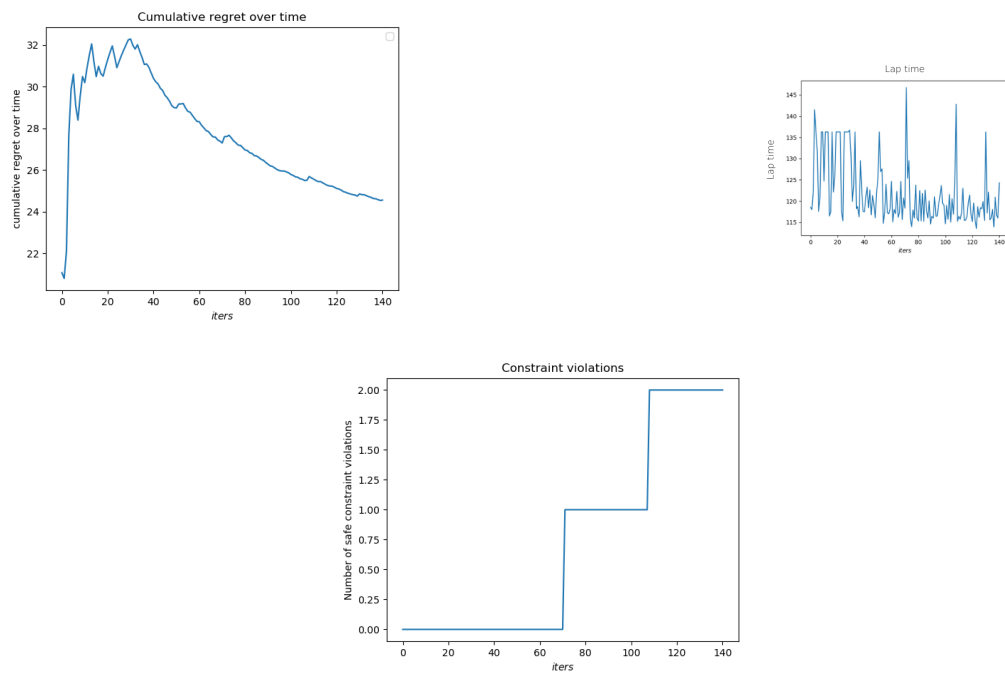 Cumulative regret over time
cumulative regret over time
32
30
28
26
24
22
0 20 40 60 80 100 120 140
iters
Lap time
Lap time
145
140
135
130
125
120
115
0 20 40 60 80 100 120 140
iters
Constraint violations
Number of safe constraint violations
2.00
1.75
1.50
1.25
1.00
0.75
0.50
0.25
0.00
0 20 40 60 80 100 120 140
iters